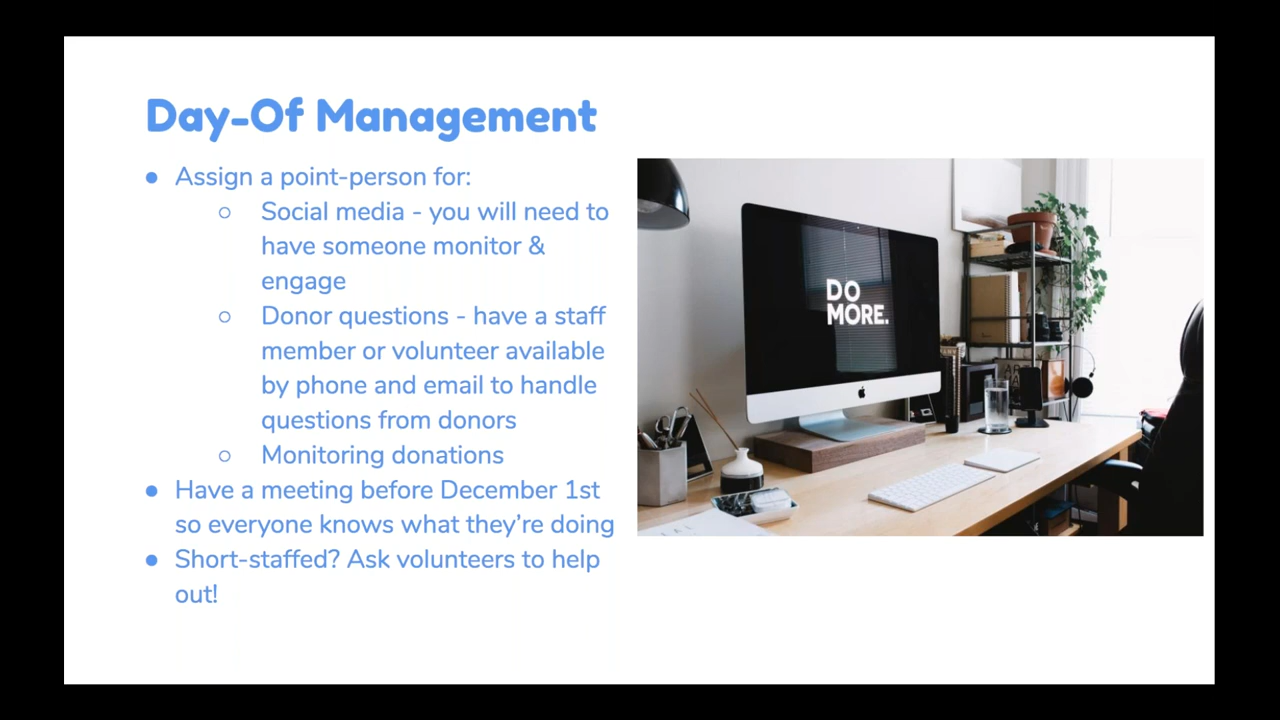 Day-Of Management
● Assign a point-person for:
○ Social media - you will need to
have someone monitor &
engage
○ Donor questions - have a staff
member or volunteer available
by phone and email to handle
questions from donors
○ Monitoring donations
● Have a meeting before December 1st
so everyone knows what they're doing
● Short-staffed? Ask volunteers to help
out!
DO
MORE.